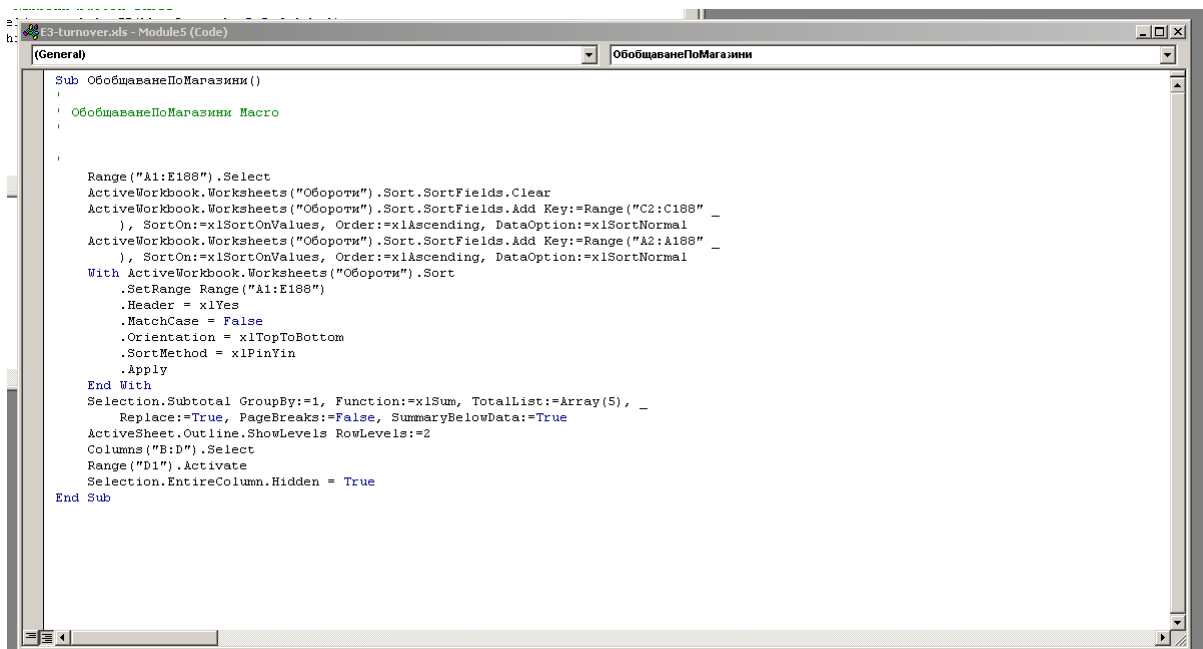 E3-turnover.xls - Module5 (Code)
(General) ОбобщаванеПоМагазини
Sub ОбобщаванеПоМагазини()
'
' ОбобщаванеПоМагазини Macro
'
'
Range("A1:E188").Select
ActiveWorkbook.Worksheets("Обороти").Sort.SortFields.Clear
ActiveWorkbook.Worksheets("Обороти").Sort.SortFields.Add Key:=Range("C2:C188" _
), SortOn:=xlSortOnValues, Order:=xlAscending, DataOption:=xlSortNormal
ActiveWorkbook.Worksheets("Обороти").Sort.SortFields.Add Key:=Range("A2:A188" _
), SortOn:=xlSortOnValues, Order:=xlAscending, DataOption:=xlSortNormal
With ActiveWorkbook.Worksheets("Обороти").Sort
.SetRange Range("A1:E188")
.Header = xlYes
.MatchCase = False
.Orientation = xlTopToBottom
.SortMethod = xlPinYin
.Apply
End With
Selection.Subtotal GroupBy:=1, Function:=xlSum, TotalList:=Array(5), _
Replace:=True, PageBreaks:=False, SummaryBelowData:=True
ActiveSheet.Outline.ShowLevels RowLevels:=2
Columns("B:D").Select
Range("D1").Activate
Selection.EntireColumn.Hidden = True
End Sub